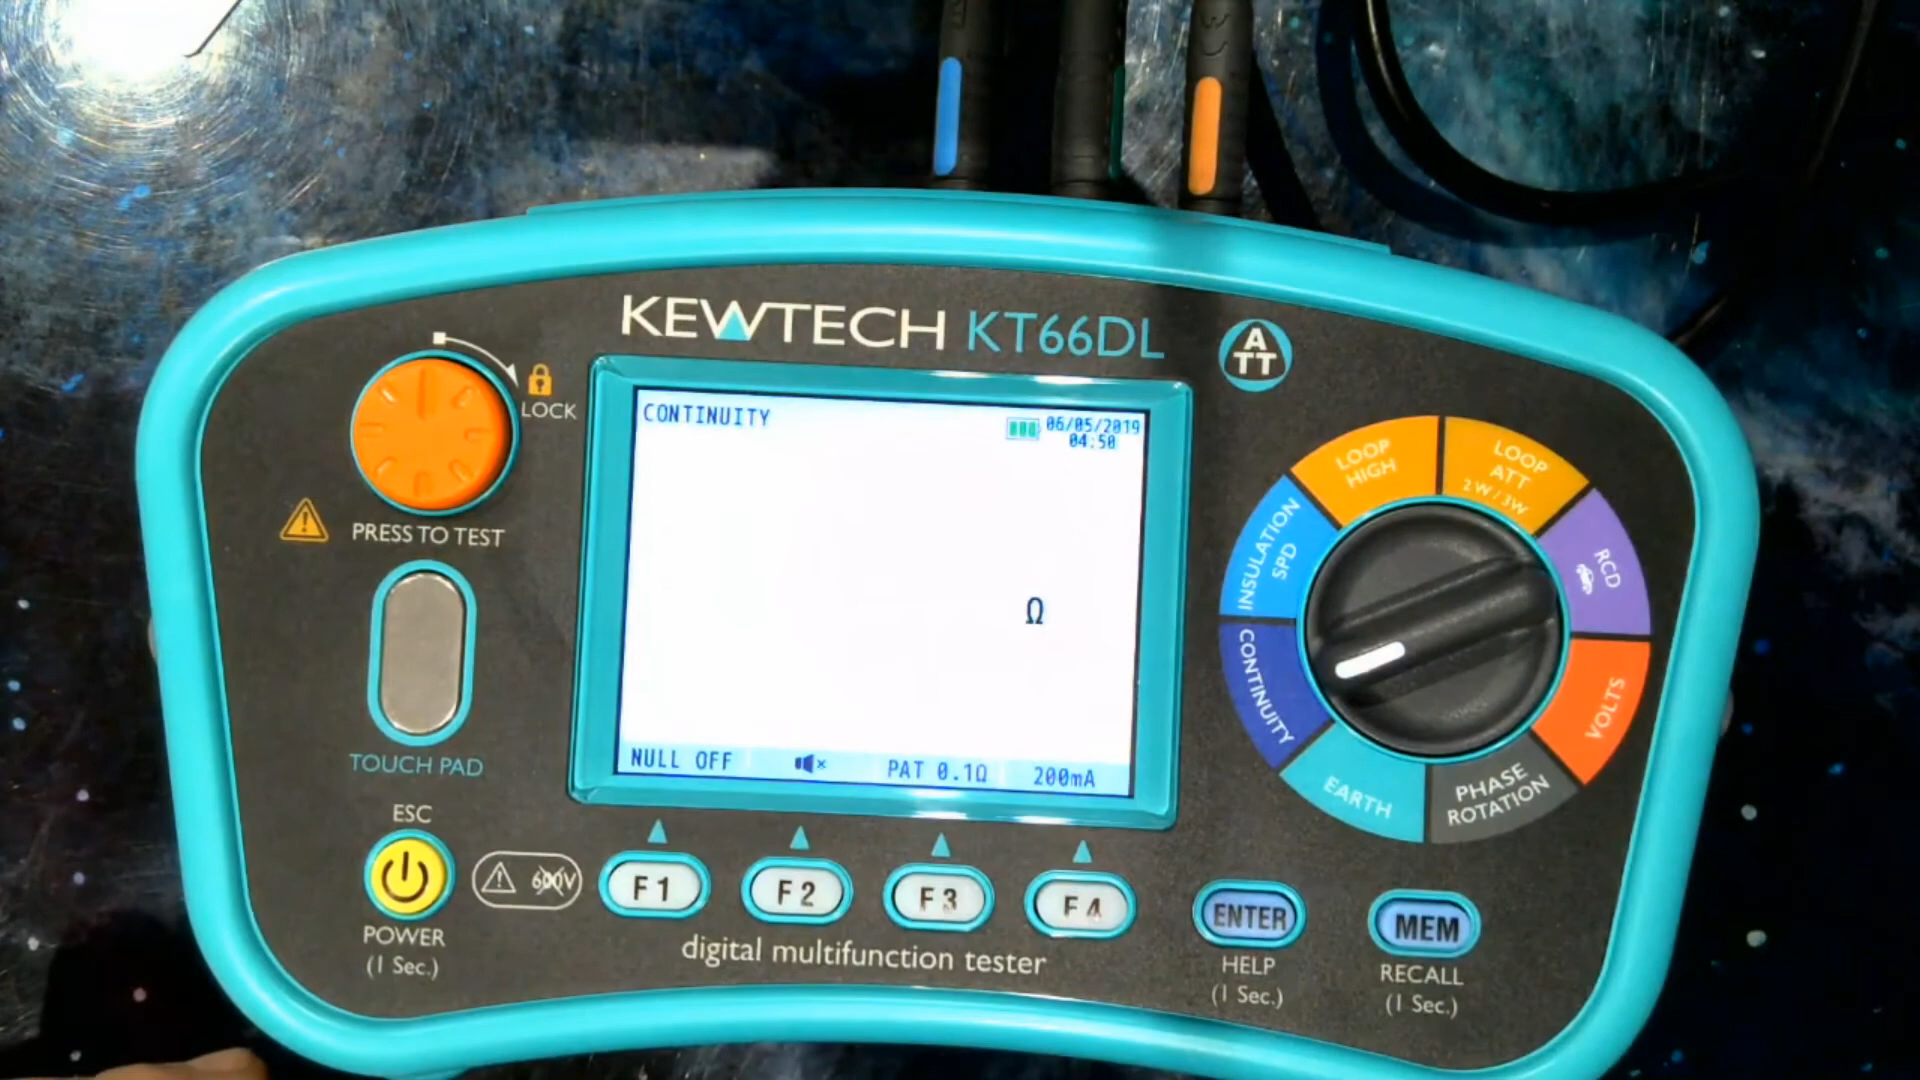 KEWTECH KT66DL
A
TT
LOCK
PRESS TO TEST
TOUCH PAD
ESC
POWER
(1 Sec.)
600V
CONTINUITY
06/05/2019
04:50
Ω
NULL OFF
PAT 0.1Ω
200mA
F1
F2
F3
F4
digital multifunction tester
ENTER
HELP
(1 Sec.)
MEM
RECALL
(1 Sec.)
LOOP
HIGH
LOOP
ATT
2W/3W
RCD
VOLTS
PHASE
ROTATION
EARTH
CONTINUITY
INSULATION
SPD